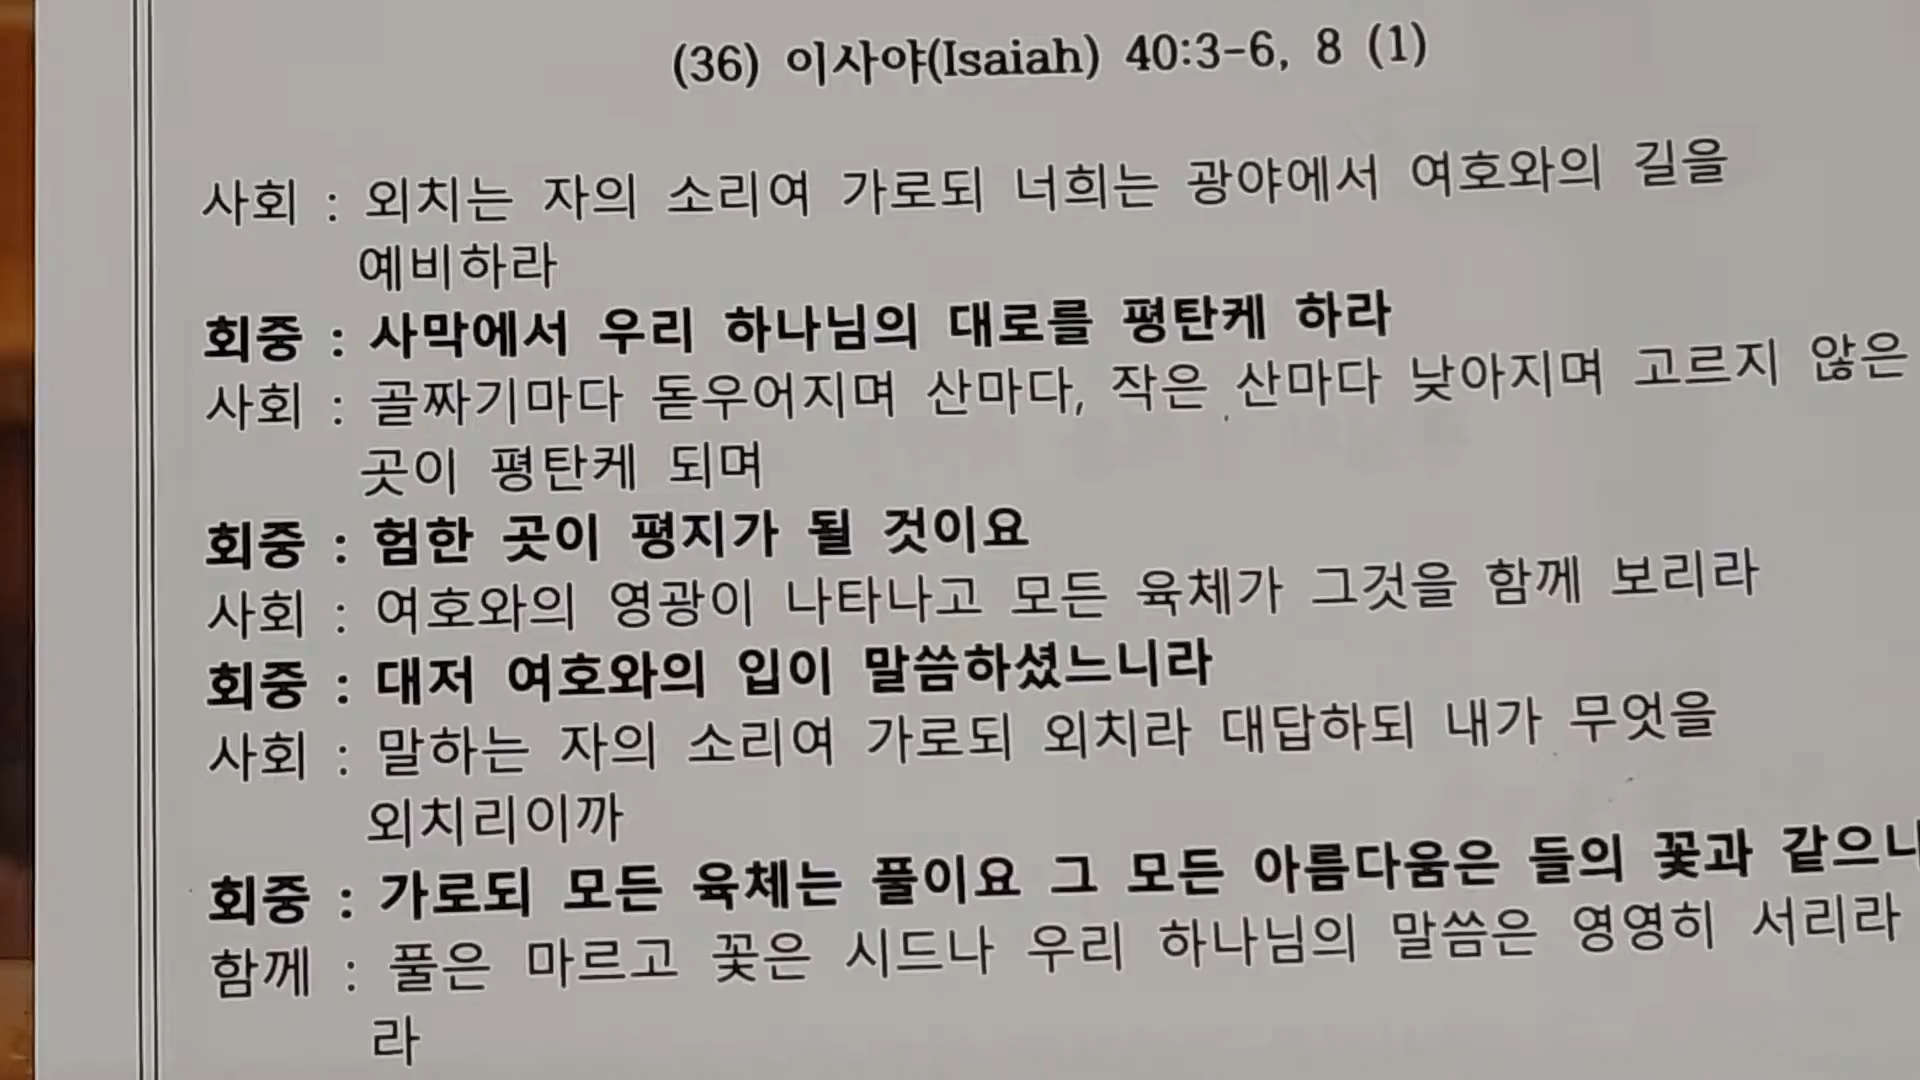 (36) 이사야(Isaiah) 40:3-6, 8 (1)
사회 : 외치는 자의 소리여 가로되 너희는 광야에서 여호와의 길을
예비하라
회중 : 사막에서 우리 하나님의 대로를 평탄케 하라
사회 : 골짜기마다 돋우어지며 산마다, 작은 산마다 낮아지며 고르지 않은
곳이 평탄케 되며
회중 : 험한 곳이 평지가 될 것이요
사회 : 여호와의 영광이 나타나고 모든 육체가 그것을 함께 보리라
회중 : 대저 여호와의 입이 말씀하셨느니라
사회 : 말하는 자의 소리여 가로되 외치라 대답하되 내가 무엇을
외치리이까
회중 : 가로되 모든 육체는 풀이요 그 모든 아름다움은 들의 꽃과 같으니
함께 : 풀은 마르고 꽃은 시드나 우리 하나님의 말씀은 영영히 서리라
라